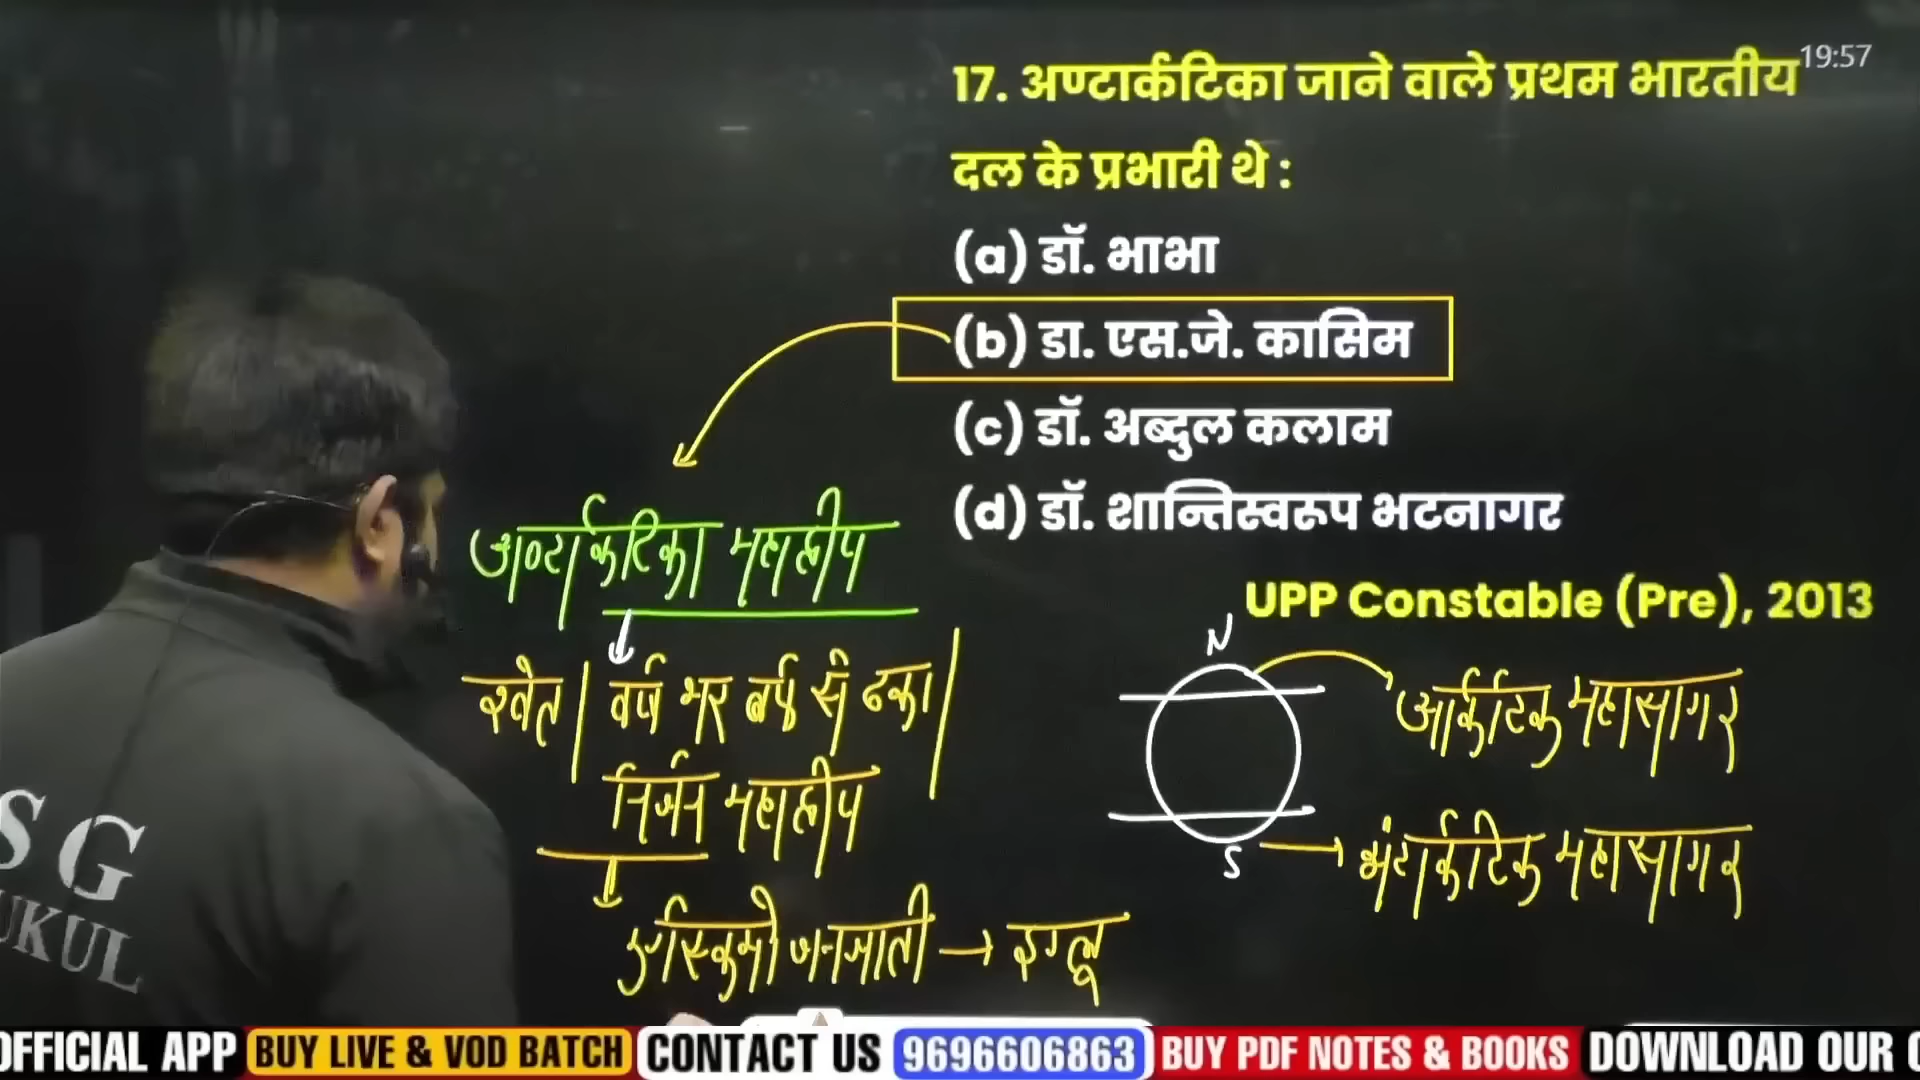 19:57
17. अण्टार्कटिका जाने वाले प्रथम भारतीय
दल के प्रभारी थे :
(a) डॉ. भाभा
(b) डा. एस.जे. कासिम
(c) डॉ. अब्दुल कलाम
(d) डॉ. शान्तिस्वरूप भटनागर
UPP Constable (Pre), 2013
अण्टार्कटिका महाद्वीप
श्वेत | वर्ष भर बर्फ से ढका |
निर्जन महाद्वीप
एस्किमो जनजाती → इग्लू
N
आर्कटिक महासागर
S → अंटार्कटिक महासागर
SG
UKUL
OFFICIAL APP BUY LIVE & VOD BATCH CONTACT US 9696606863 BUY PDF NOTES & BOOKS DOWNLOAD OUR